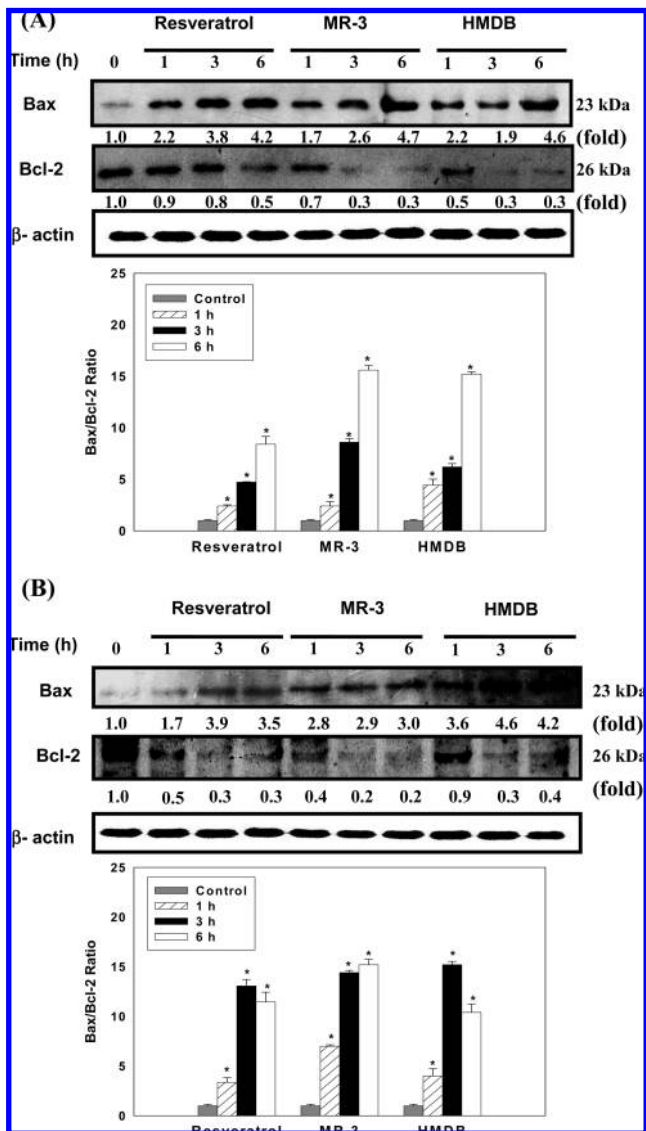 (A)
Resveratrol MR-3 HMDB
Time (h) 0 1 3 6 1 3 6 1 3 6
Bax 23 kDa
1.0 2.2 3.8 4.2 1.7 2.6 4.7 2.2 1.9 4.6 (fold)
Bcl-2 26 kDa
1.0 0.9 0.8 0.5 0.7 0.3 0.3 0.5 0.3 0.3 (fold)
β- actin
25
20
15
10
5
0
Bax/Bcl-2 Ratio
Control
1 h
3 h
6 h
* * * * * * * * *
Resveratrol MR-3 HMDB
(B)
Resveratrol MR-3 HMDB
Time (h) 0 1 3 6 1 3 6 1 3 6
Bax 23 kDa
1.0 1.7 3.9 3.5 2.8 2.9 3.0 3.6 4.6 4.2 (fold)
Bcl-2 26 kDa
1.0 0.5 0.3 0.3 0.4 0.2 0.2 0.9 0.3 0.4 (fold)
β- actin
25
20
15
10
5
0
Bax/Bcl-2 Ratio
Control
1 h
3 h
6 h
* * * * * * * * *
Resveratrol MR-3 HMDB